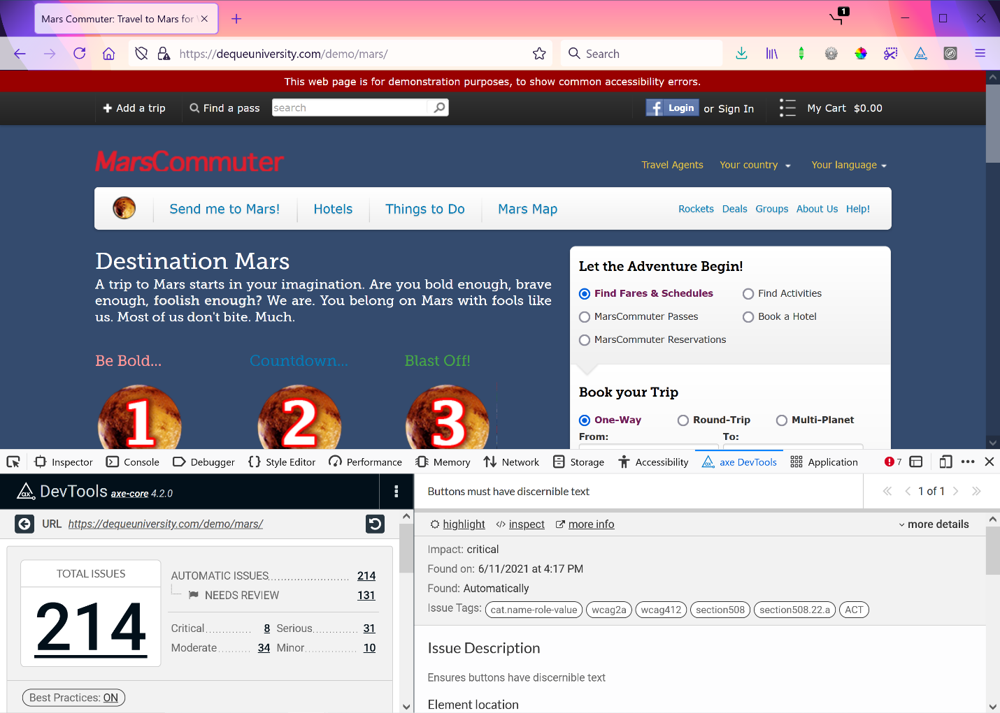 Mars Commuter: Travel to Mars for
1
https://dequeuniversity.com/demo/mars/
Search
This web page is for demonstration purposes, to show common accessibility errors.
Add a trip
Find a pass
search
f Login or Sign In
My Cart $0.00
MarsCommuter
Travel Agents
Your country
Your language
Send me to Mars!
Hotels
Things to Do
Mars Map
Rockets
Deals
Groups
About Us
Help!
Destination Mars
A trip to Mars starts in your imagination. Are you bold enough, brave
enough, foolish enough? We are. You belong on Mars with fools like
us. Most of us don't bite. Much.
Be Bold...
Countdown...
Blast Off!
1
2
3
Let the Adventure Begin!
Find Fares & Schedules
Find Activities
MarsCommuter Passes
Book a Hotel
MarsCommuter Reservations
Book your Trip
One-Way
Round-Trip
Multi-Planet
From:
To:
Inspector
Console
Debugger
Style Editor
Performance
Memory
Network
Storage
Accessibility
axe DevTools
Application
7
DevTools axe-core 4.2.0
URL https://dequeuniversity.com/demo/mars/
TOTAL ISSUES
214
AUTOMATIC ISSUES 214
NEEDS REVIEW 131
Critical 8 Serious 31
Moderate 34 Minor 10
Best Practices: ON
Buttons must have discernible text
1 of 1
highlight
inspect
more info
more details
Impact: critical
Found on: 6/11/2021 at 4:17 PM
Found: Automatically
Issue Tags: cat.name-role-value wcag2a wcag412 section508 section508.22.a ACT
Issue Description
Ensures buttons have discernible text
Element location